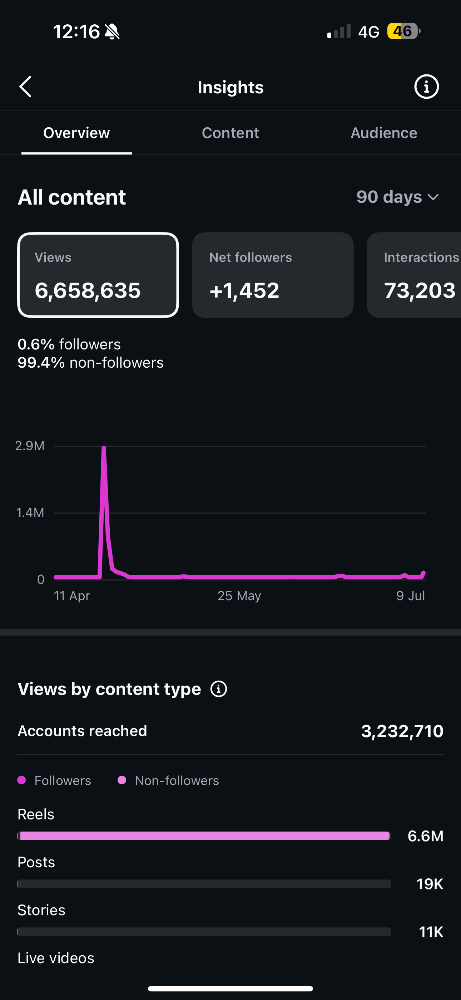 12:16
4G
46
Insights
Overview
Content
Audience
All content
90 days
Views
Net followers
Interactions
6,658,635
+1,452
73,203
0.6% followers
99.4% non-followers
2.9M
1.4M
0
11 Apr
25 May
9 Jul
Views by content type
Accounts reached
3,232,710
Followers
Non-followers
Reels
6.6M
Posts
19K
Stories
11K
Live videos